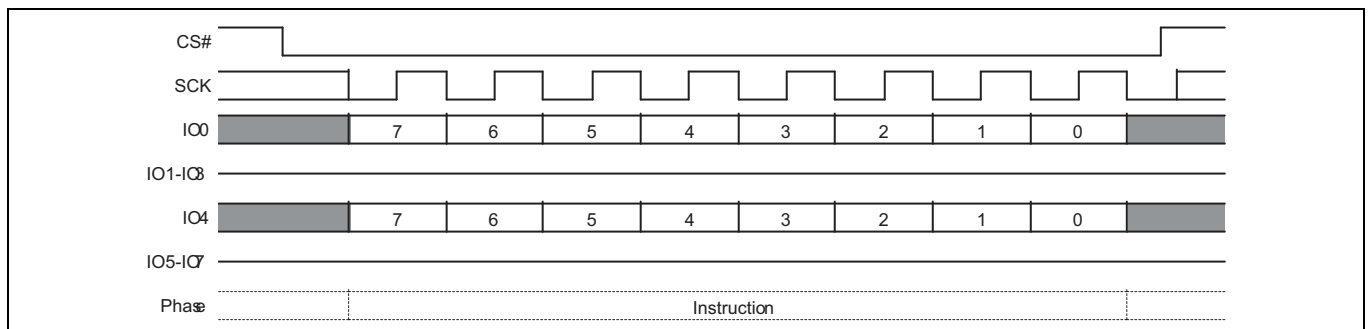 CS#
SCK
IO0 7 6 5 4 3 2 1 0
IO1-IO3
IO4 7 6 5 4 3 2 1 0
IO5-IO7
Phase Instruction